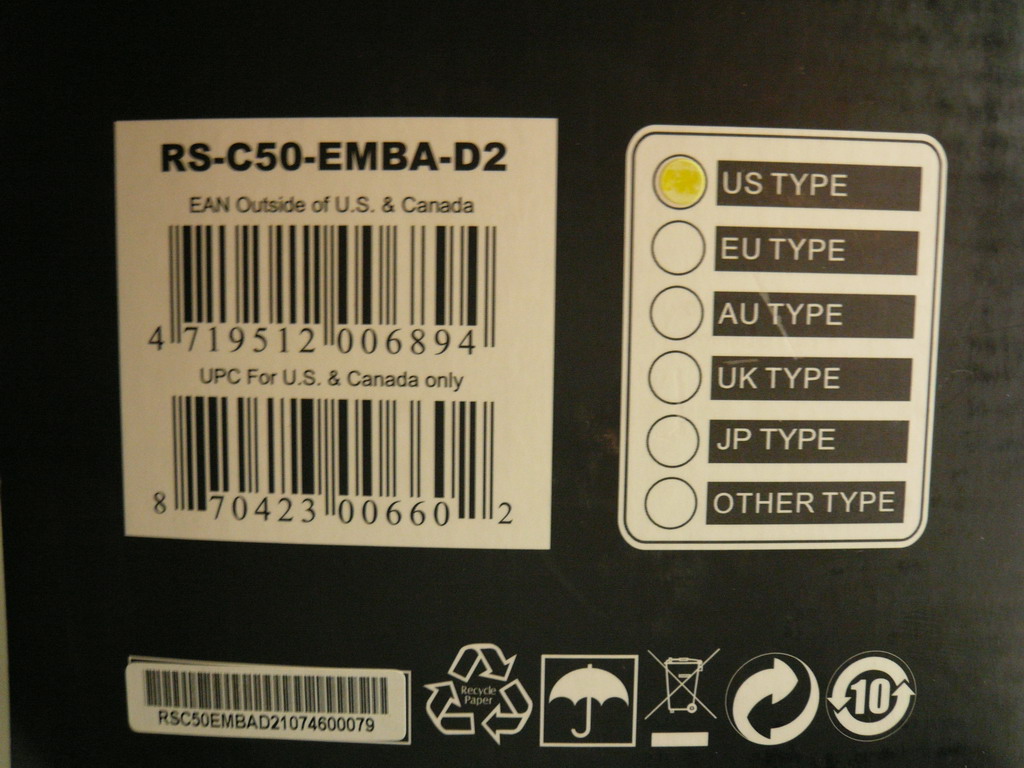 RS-C50-EMBA-D2
EAN Outside of U.S. & Canada
4 719512 006894
UPC For U.S. & Canada only
8 70423 00660 2
US TYPE
EU TYPE
AU TYPE
UK TYPE
JP TYPE
OTHER TYPE
RSC50EMBAD21074600079
Recycle
Paper
10